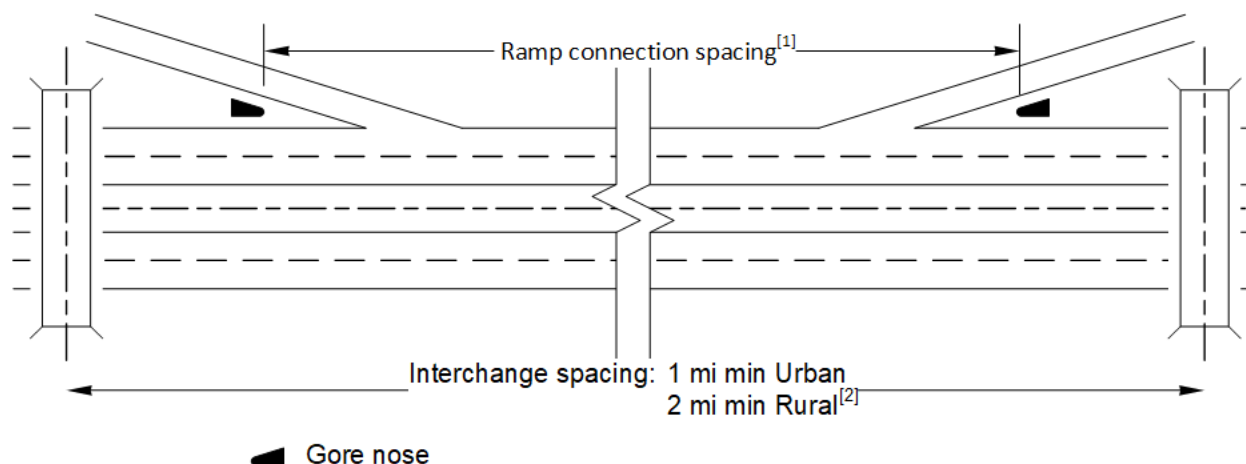 Ramp connection spacing[1]
Interchange spacing: 1 mi min Urban
2 mi min Rural[2]
Gore nose